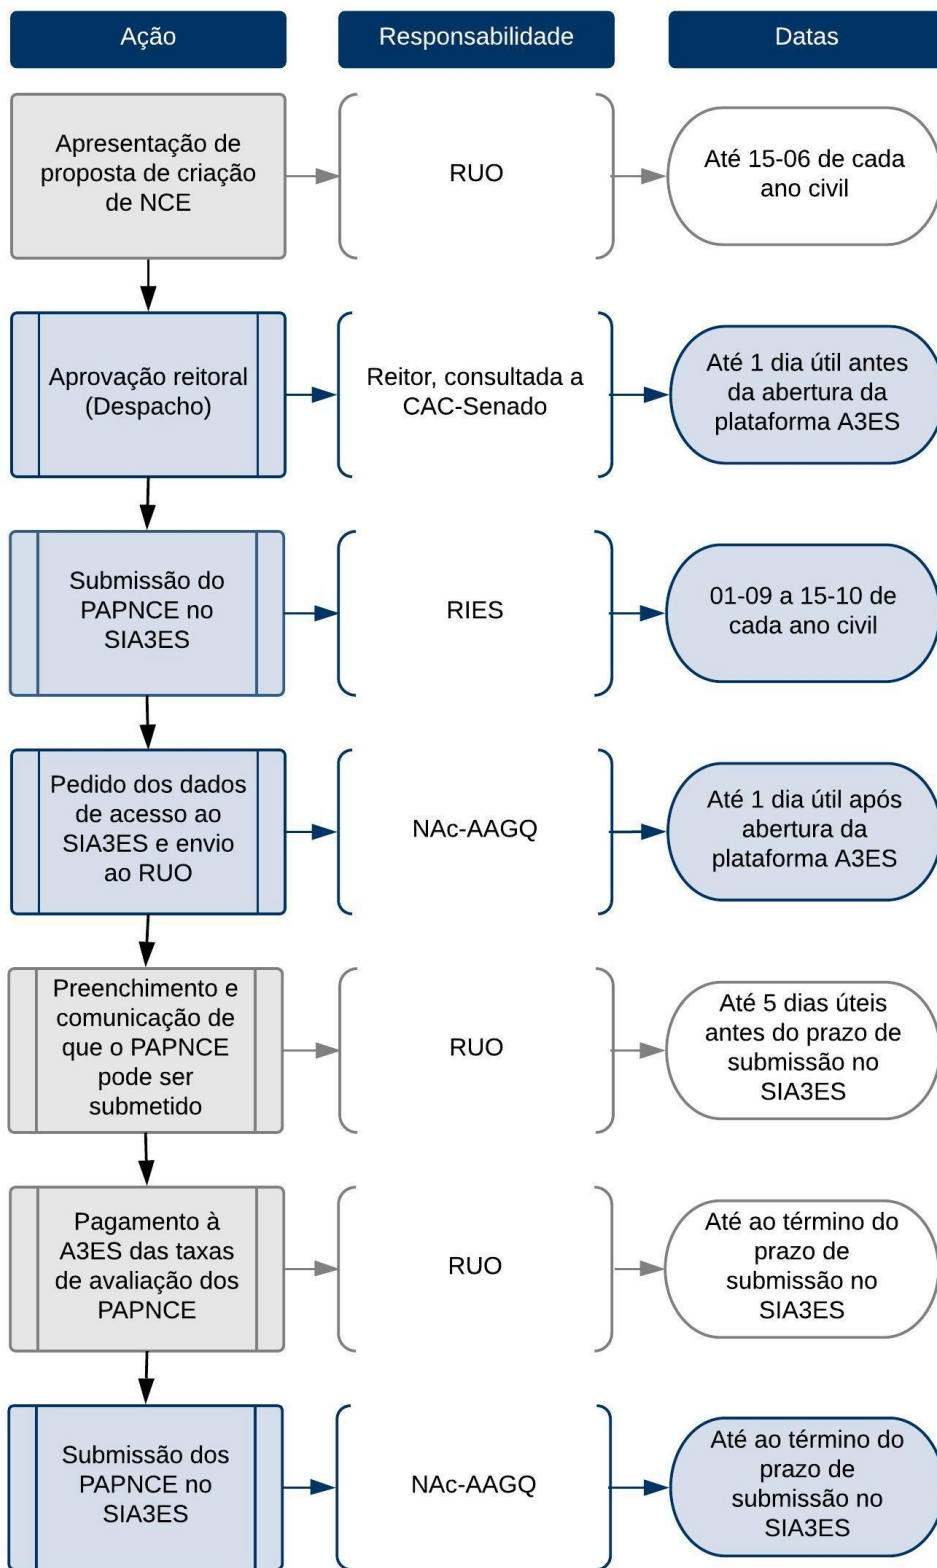 Ação
Responsabilidade
Datas
Apresentação de
proposta de criação
de NCE
RUO
Até 15-06 de cada
ano civil
Aprovação reitoral
(Despacho)
Reitor, consultada a
CAC-Senado
Até 1 dia útil antes
da abertura da
plataforma A3ES
Submissão do
PAPNCE no
SIA3ES
RIES
01-09 a 15-10 de
cada ano civil
Pedido dos dados
de acesso ao
SIA3ES e envio
ao RUO
NAc-AAGQ
Até 1 dia útil após
abertura da
plataforma A3ES
Preenchimento e
comunicação de
que o PAPNCE
pode ser
submetido
RUO
Até 5 dias úteis
antes do prazo de
submissão no
SIA3ES
Pagamento à
A3ES das taxas
de avaliação dos
PAPNCE
RUO
Até ao término do
prazo de
submissão no
SIA3ES
Submissão dos
PAPNCE no
SIA3ES
NAc-AAGQ
Até ao término do
prazo de
submissão no
SIA3ES